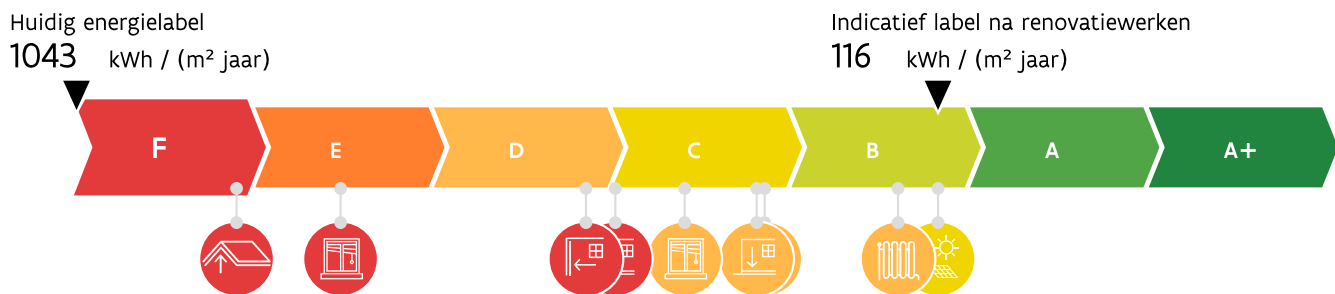 Huidig energielabel
1043 kWh / (m² jaar)
Indicatief label na renovatiewerken
116 kWh / (m² jaar)
F E D C B A A+